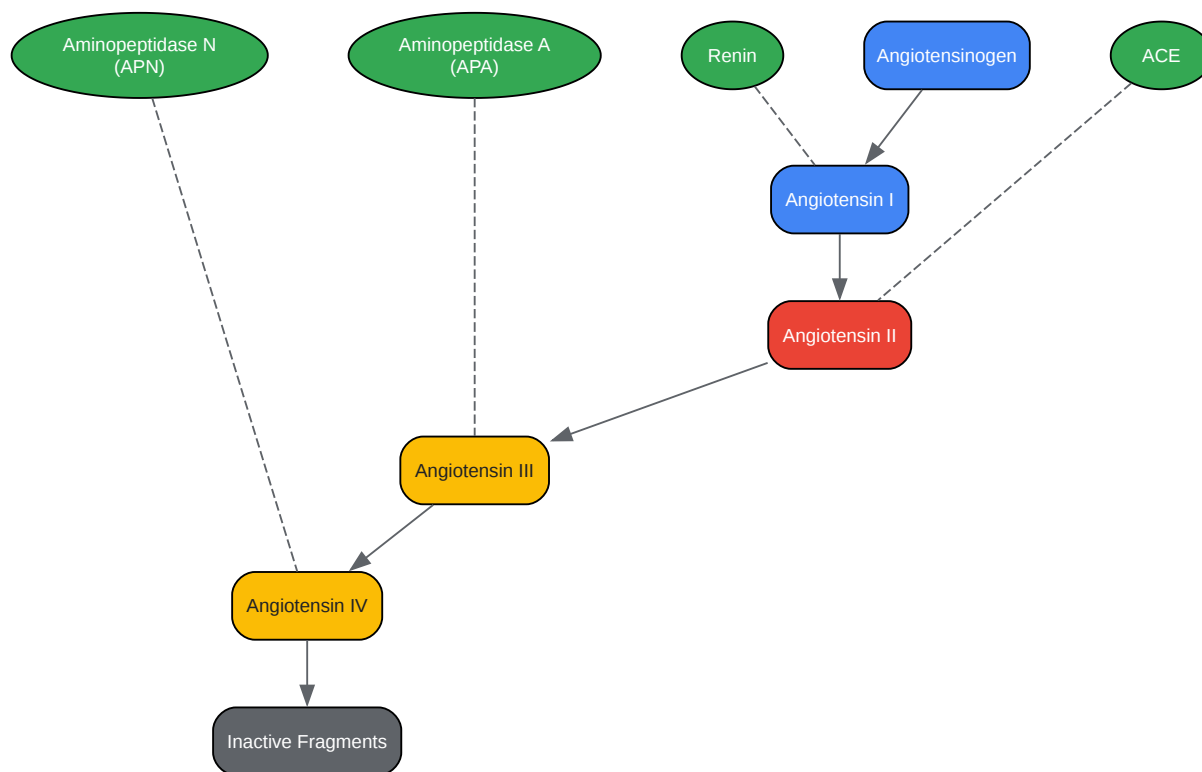 Aminopeptidase N
(APN)
Aminopeptidase A
(APA)
Renin
Angiotensinogen
ACE
Angiotensin I
Angiotensin II
Angiotensin III
Angiotensin IV
Inactive Fragments